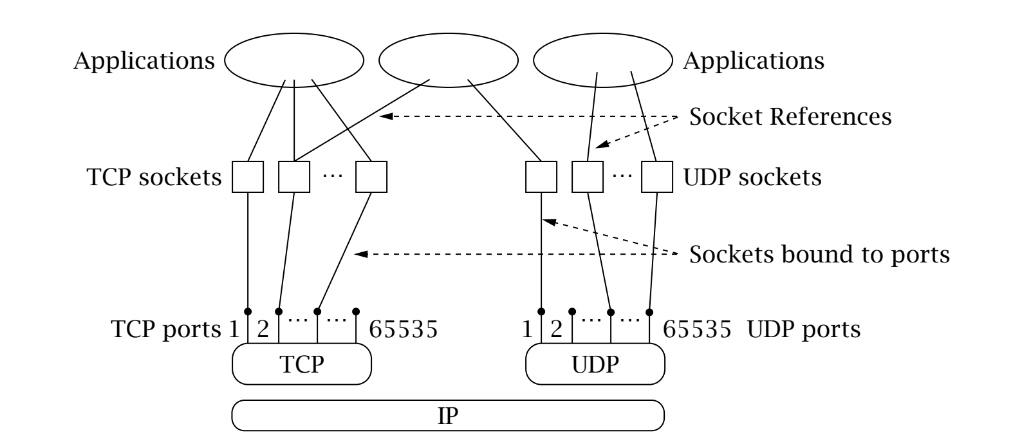 Applications Applications
Socket References
TCP sockets ... ... UDP sockets
Sockets bound to ports
TCP ports 1 2 ... ... 65535 1 2 ... ... 65535 UDP ports
TCP UDP
IP